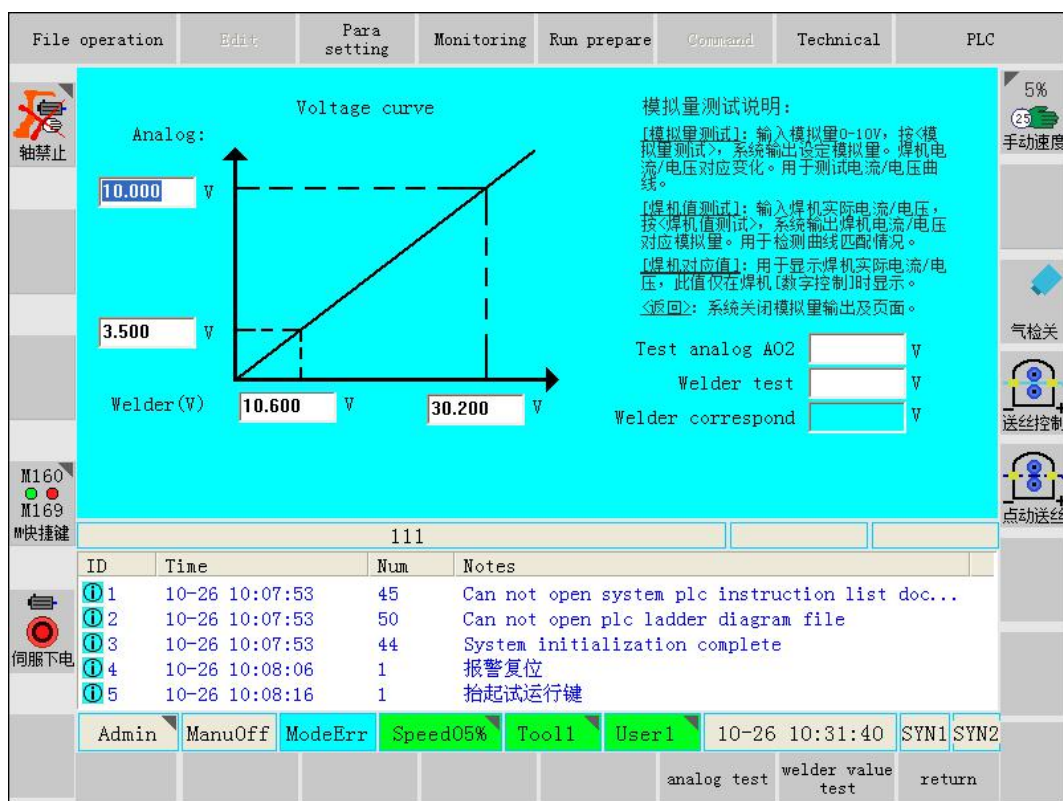 File operation
Edit
Para setting
Monitoring
Run prepare
Command
Technical
PLC
轴禁止
M160
M169
M快捷键
伺服下电
Voltage curve
Analog:
10.000 V
3.500 V
Welder(V) 10.600 V 30.200 V
模拟量测试说明:
[模拟量测试]: 输入模拟量0-10V, 按<模
拟量测试>, 系统输出设定模拟量。焊机电
流/电压对应变化。用于测试电流/电压曲
线。
[焊机值测试]: 输入焊机实际电流/电压,
按<焊机值测试>, 系统输出焊机电流/电压
对应模拟量。用于检测曲线匹配情况。
[焊机对应值]: 用于显示焊机实际电流/电
压, 此值仅在焊机[数字控制]时显示。
<返回>: 系统关闭模拟量输出及页面。
Test analog AO2 V
Welder test V
Welder correspond V
5%
25
手动速度
气检关
送丝控制
点动送丝
111
ID Time Num Notes
1 10-26 10:07:53 45 Can not open system plc instruction list doc...
2 10-26 10:07:53 50 Can not open plc ladder diagram file
3 10-26 10:07:53 44 System initialization complete
4 10-26 10:08:06 1 报警复位
5 10-26 10:08:16 1 抬起试运行键
Admin ManuOff ModeErr Speed05% Tool1 User1 10-26 10:31:40 SYN1 SYN2
analog test
welder value test
return